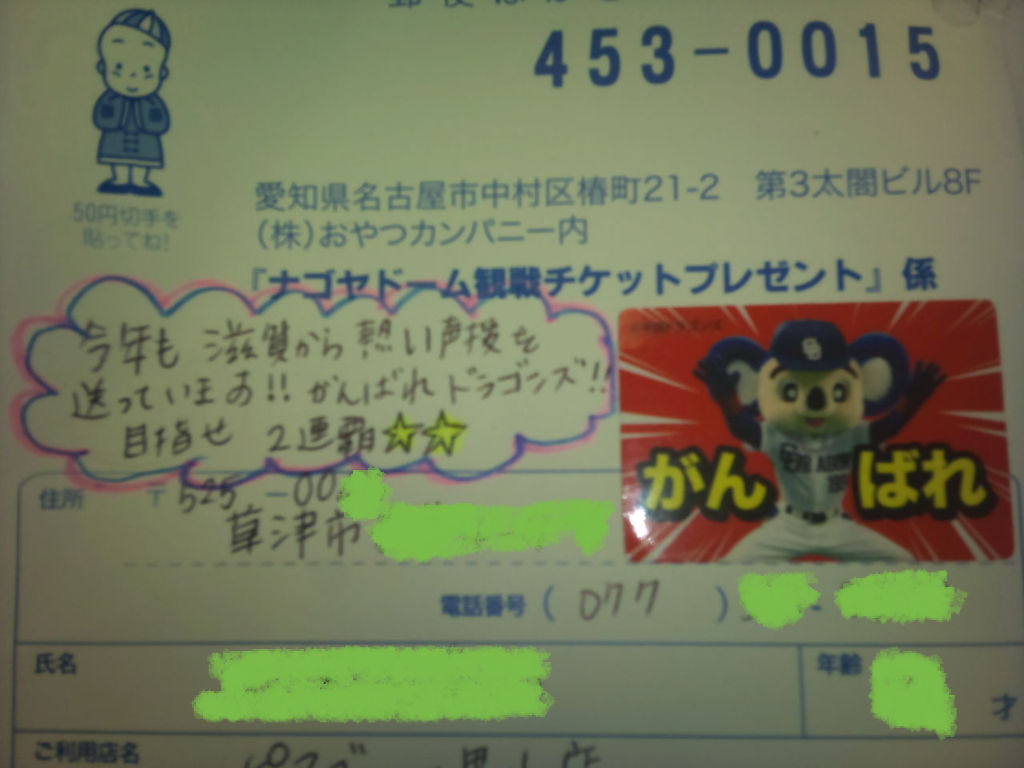 453-0015
50円切手を
貼ってね!
愛知県名古屋市中村区椿町21-2 第3太閤ビル8F
(株)おやつカンパニー内
『ナゴヤドーム観戦チケットプレゼント』係
今年も 滋賀から 熱い声援を
送っています!! がんばれ ドラゴンズ!!
目指せ 2連覇☆☆
がんばれ
住所 〒525-00
草津市
電話番号(077)
氏名
年齢 才
ご利用店名